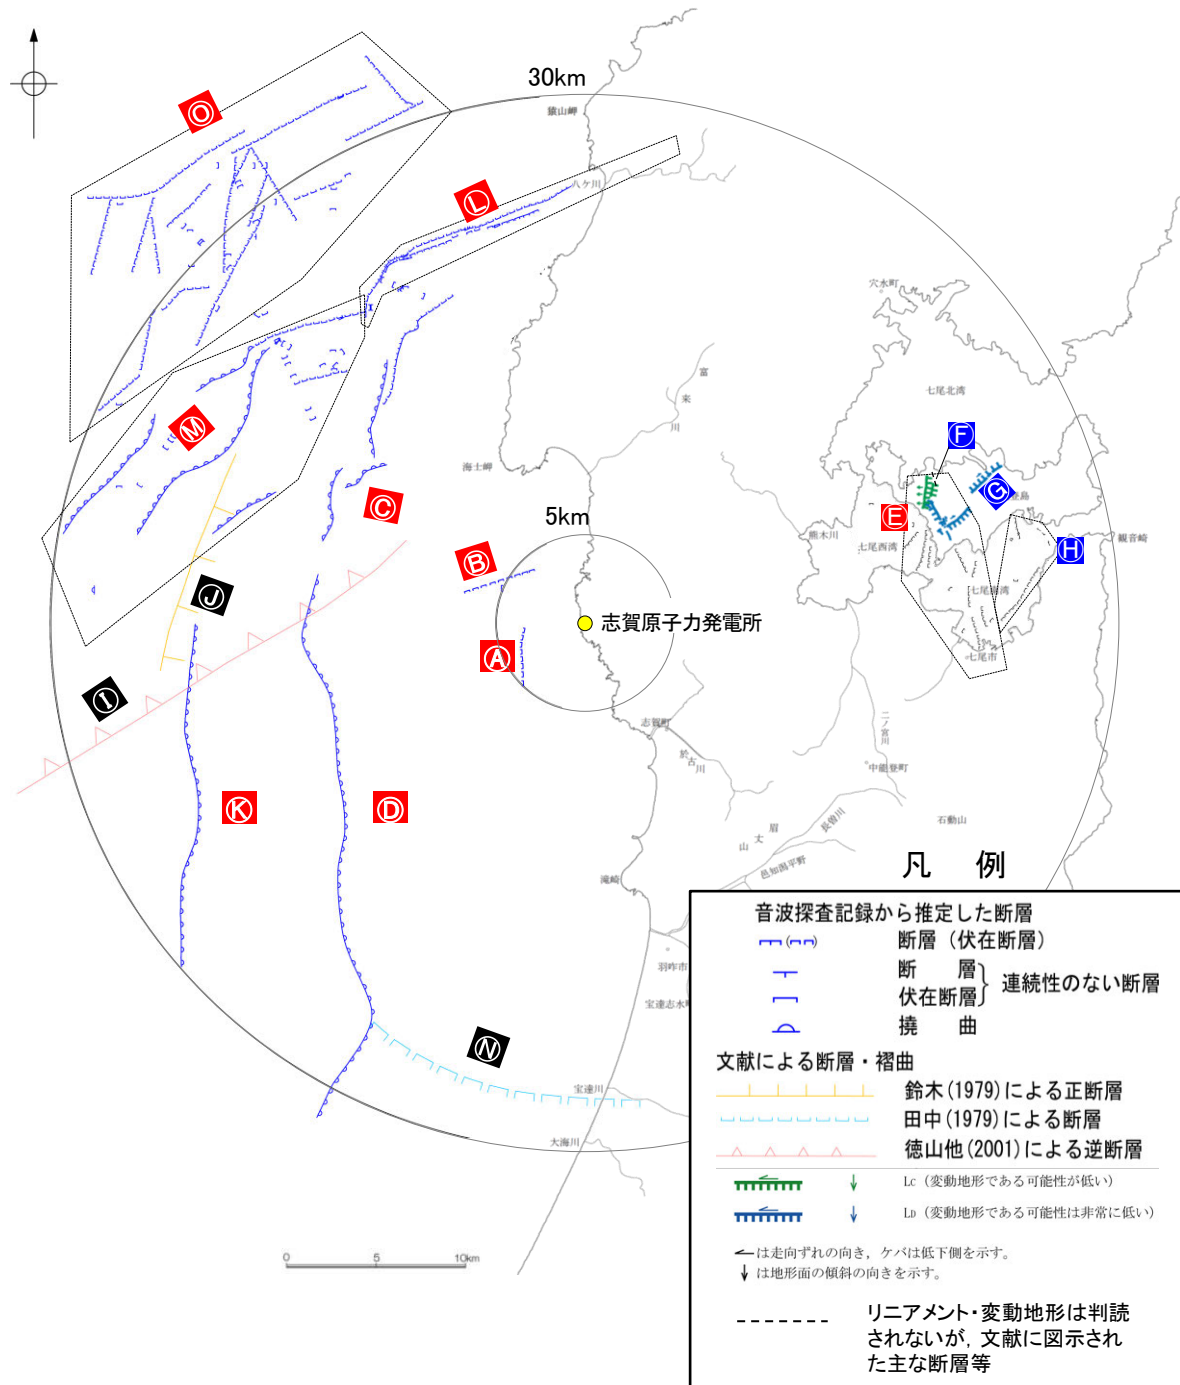 30km
猿山岬
Ⓞ
八ケ川
Ⓛ
穴水町
富
来
川
七尾北湾
Ⓜ
Ⓕ
海士岬
Ⓒ
Ⓖ
5km
Ⓔ
熊木川
七尾西湾
Ⓗ
観音崎
Ⓑ
七尾南湾
Ⓙ
志賀原子力発電所
Ⓐ
七尾市
Ⓘ
志賀町
於
古
川
二
ノ
宮
川
中能登町
Ⓚ
Ⓓ
石動山
長曽川
眉
丈
山
邑知潟平野
滝崎
羽咋市
宝達志水町
Ⓝ
宝達川
大海川
0 5 10km
凡 例
音波探査記録から推定した断層
断層（伏在断層）
断 層
伏在断層
連続性のない断層
撓 曲
文献による断層・褶曲
鈴木(1979)による正断層
田中(1979)による断層
徳山他(2001)による逆断層
LC（変動地形である可能性が低い）
LD（変動地形である可能性は非常に低い）
は走向ずれの向き，ケバは低下側を示す。
は地形面の傾斜の向きを示す。
リニアメント・変動地形は判読
されないが，文献に図示され
た主な断層等